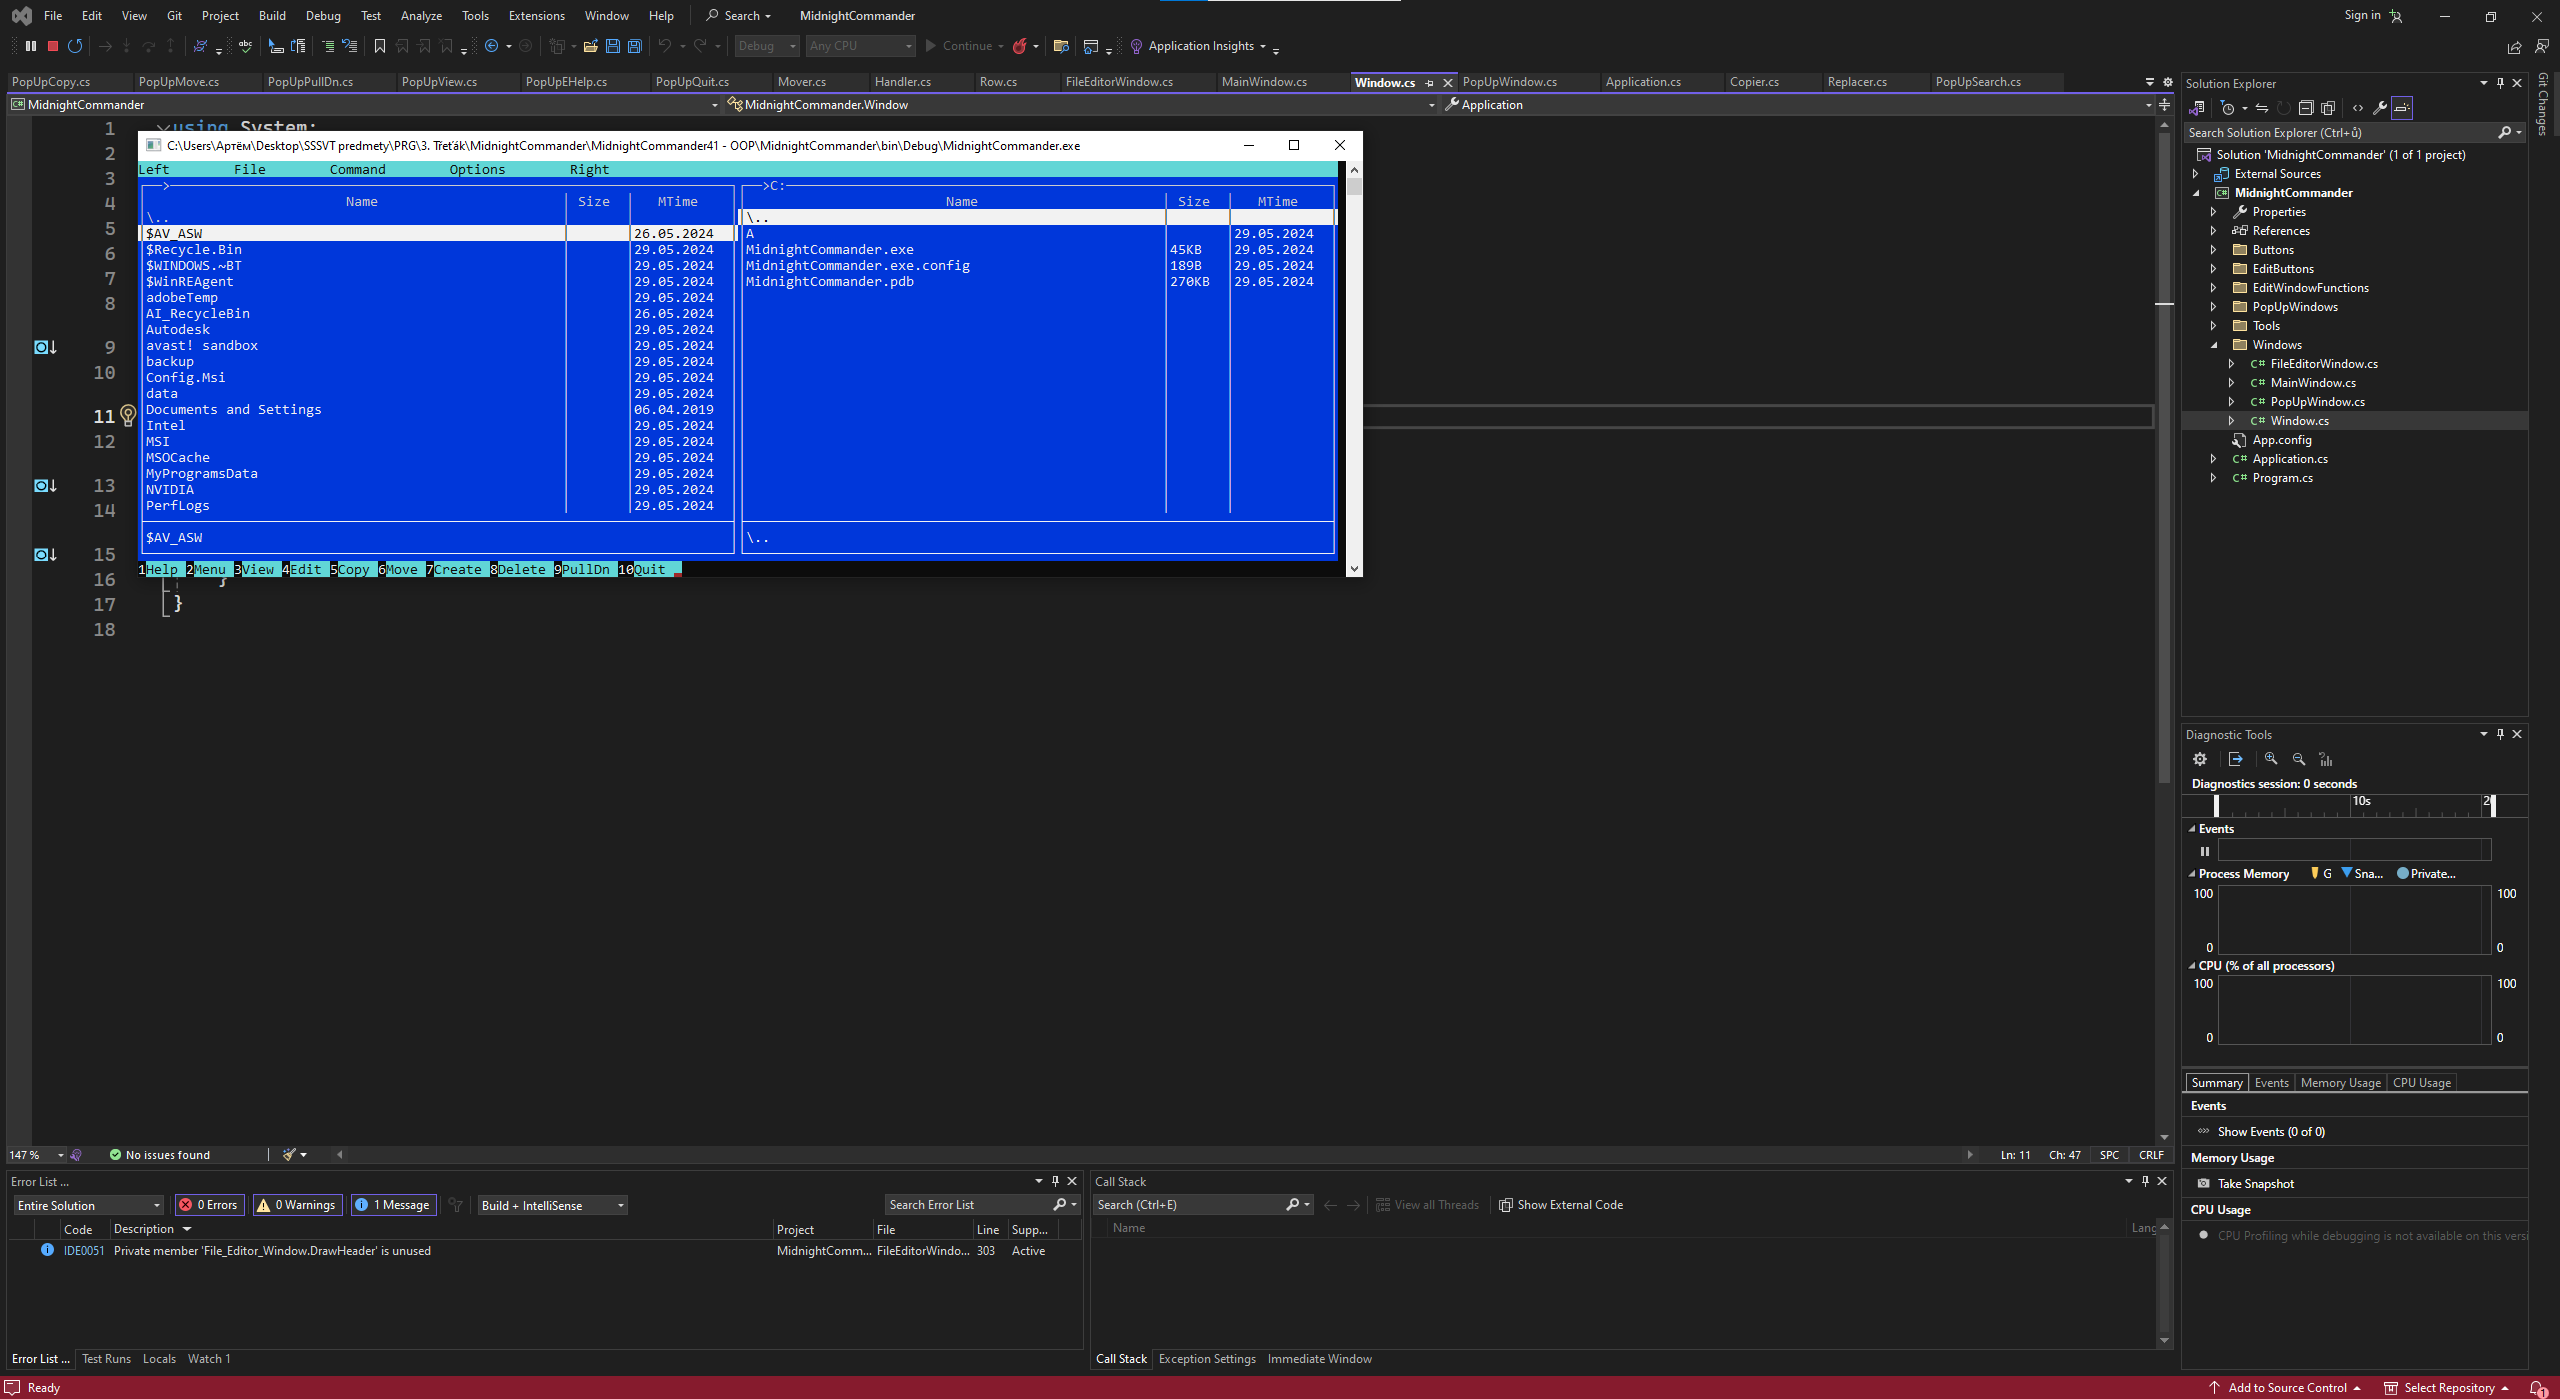 File Edit View Git Project Build Debug Test Analyze Tools Extensions Window Help Search MidnightCommander Sign in
Debug Any CPU Continue Application Insights
PopUpCopy.cs PopUpMove.cs PopUpPullDn.cs PopUpView.cs PopUpEHelp.cs PopUpQuit.cs Mover.cs Handler.cs Row.cs FileEditorWindow.cs MainWindow.cs Window.cs PopUpWindow.cs Application.cs Copier.cs Replacer.cs PopUpSearch.cs
MidnightCommander MidnightCommander.Window Application
1 using System;
2
3
4
5
6
7
8
9
10
11
12
13
14
15
16 }
17 }
18
C:\Users\Артём\Desktop\SSSVT predmety\PRG\3. Třeťák\MidnightCommander\MidnightCommander41 - OOP\MidnightCommander\bin\Debug\MidnightCommander.exe
Left File Command Options Right
> >C:
Name Size MTime Name Size MTime
\.. \..
$AV_ASW 26.05.2024 A 29.05.2024
$Recycle.Bin 29.05.2024 MidnightCommander.exe 45KB 29.05.2024
$WINDOWS.~BT 29.05.2024 MidnightCommander.exe.config 189B 29.05.2024
$WinREAgent 29.05.2024 MidnightCommander.pdb 270KB 29.05.2024
adobeTemp 29.05.2024
AI_RecycleBin 26.05.2024
Autodesk 29.05.2024
avast! sandbox 29.05.2024
backup 29.05.2024
Config.Msi 29.05.2024
data 29.05.2024
Documents and Settings 06.04.2019
Intel 29.05.2024
MSI 29.05.2024
MSOCache 29.05.2024
MyProgramsData 29.05.2024
NVIDIA 29.05.2024
PerfLogs 29.05.2024
$AV_ASW \..
1Help 2Menu 3View 4Edit 5Copy 6Move 7Create 8Delete 9PullDn 10Quit
147 % No issues found Ln: 11 Ch: 47 SPC CRLF
Error List ...
Entire Solution 0 Errors 0 Warnings 1 Message Build + IntelliSense Search Error List
Code Description Project File Line Supp...
IDE0051 Private member 'File_Editor_Window.DrawHeader' is unused MidnightComm... FileEditorWindo... 303 Active
Error List ... Test Runs Locals Watch 1
Call Stack
Search (Ctrl+E) View all Threads Show External Code
Name Lang
Call Stack Exception Settings Immediate Window
Solution Explorer
Search Solution Explorer (Ctrl+ů)
Solution 'MidnightCommander' (1 of 1 project)
External Sources
MidnightCommander
Properties
References
Buttons
EditButtons
EditWindowFunctions
PopUpWindows
Tools
Windows
C# FileEditorWindow.cs
C# MainWindow.cs
C# PopUpWindow.cs
C# Window.cs
App.config
C# Application.cs
C# Program.cs
Git Changes
Diagnostic Tools
Diagnostics session: 0 seconds
10s 2
Events
Process Memory G Sna... Private...
100 100
0 0
CPU (% of all processors)
100 100
0 0
Summary Events Memory Usage CPU Usage
Events
Show Events (0 of 0)
Memory Usage
Take Snapshot
CPU Usage
CPU Profiling while debugging is not available on this versi
Ready Add to Source Control Select Repository 1